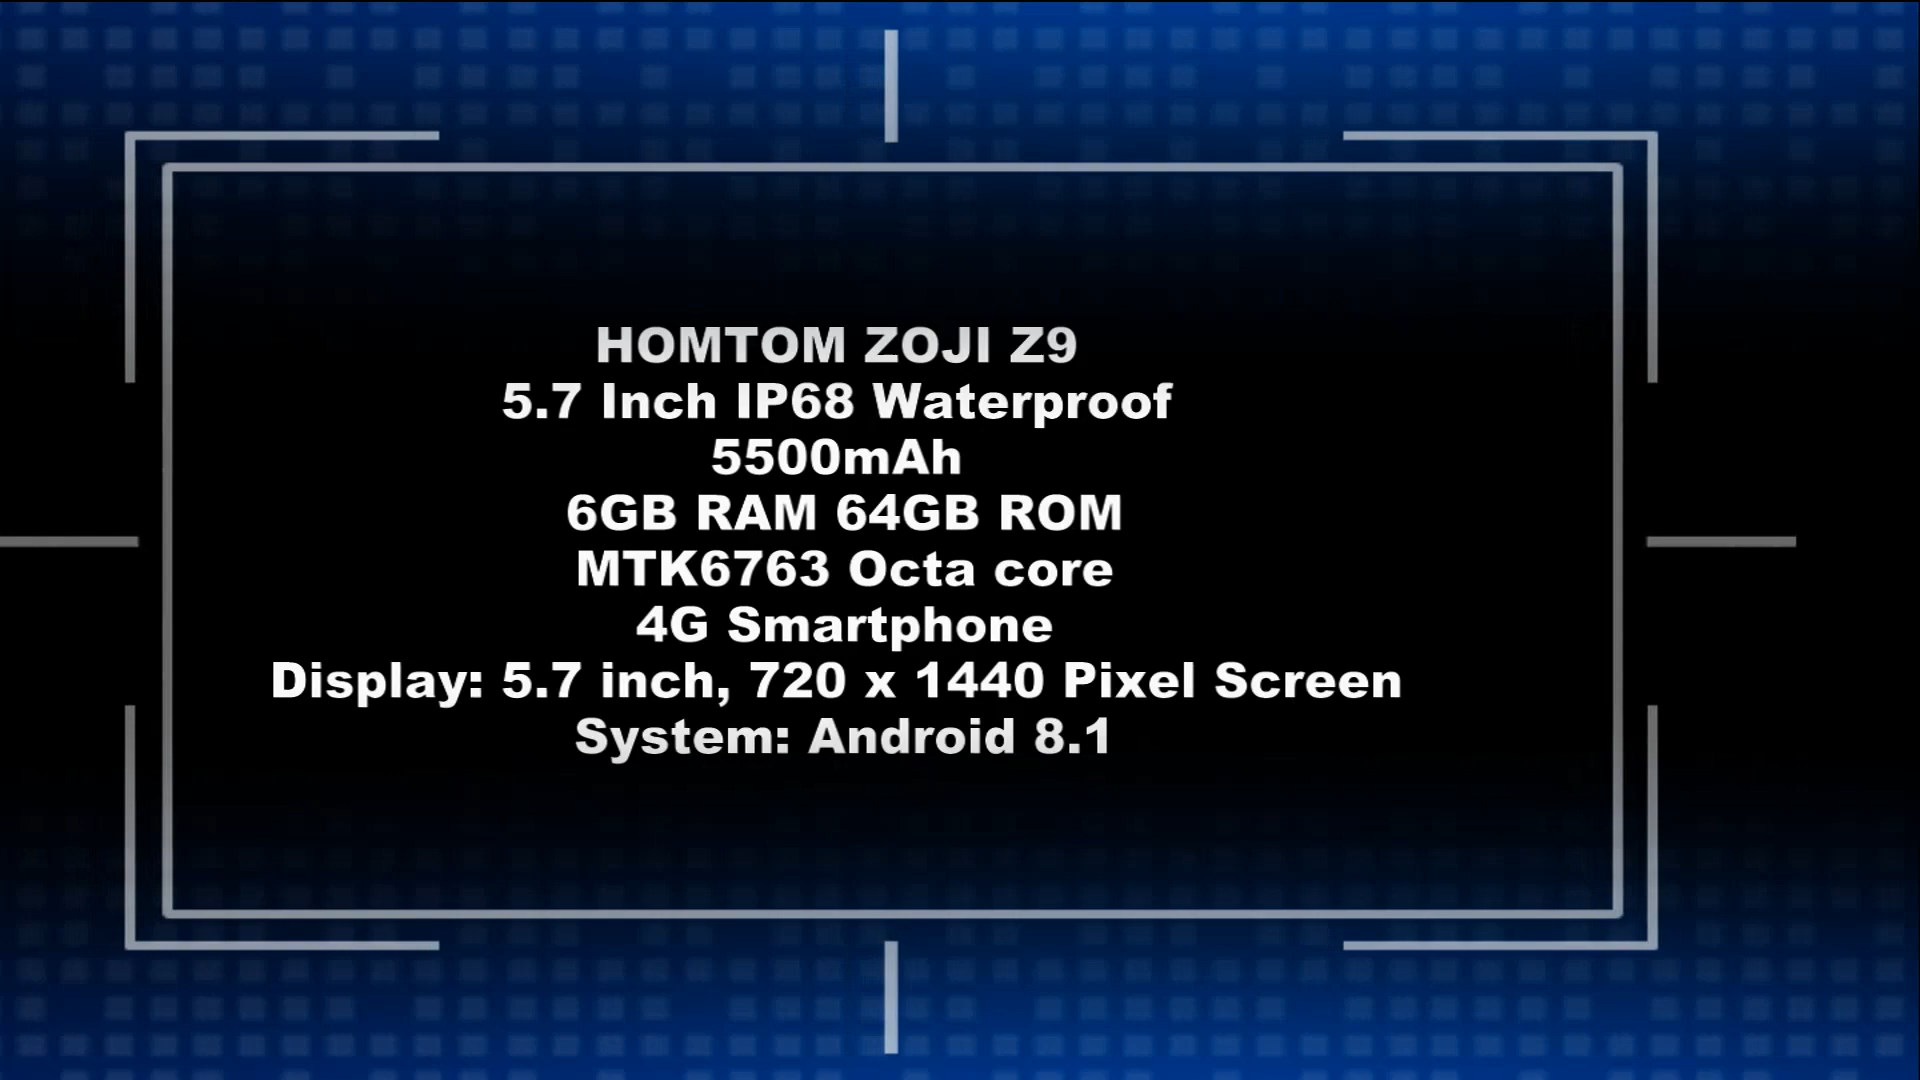 HOMTOM ZOJI Z9
5.7 Inch IP68 Waterproof
5500mAh
6GB RAM 64GB ROM
MTK6763 Octa core
4G Smartphone
Display: 5.7 inch, 720 x 1440 Pixel Screen
System: Android 8.1